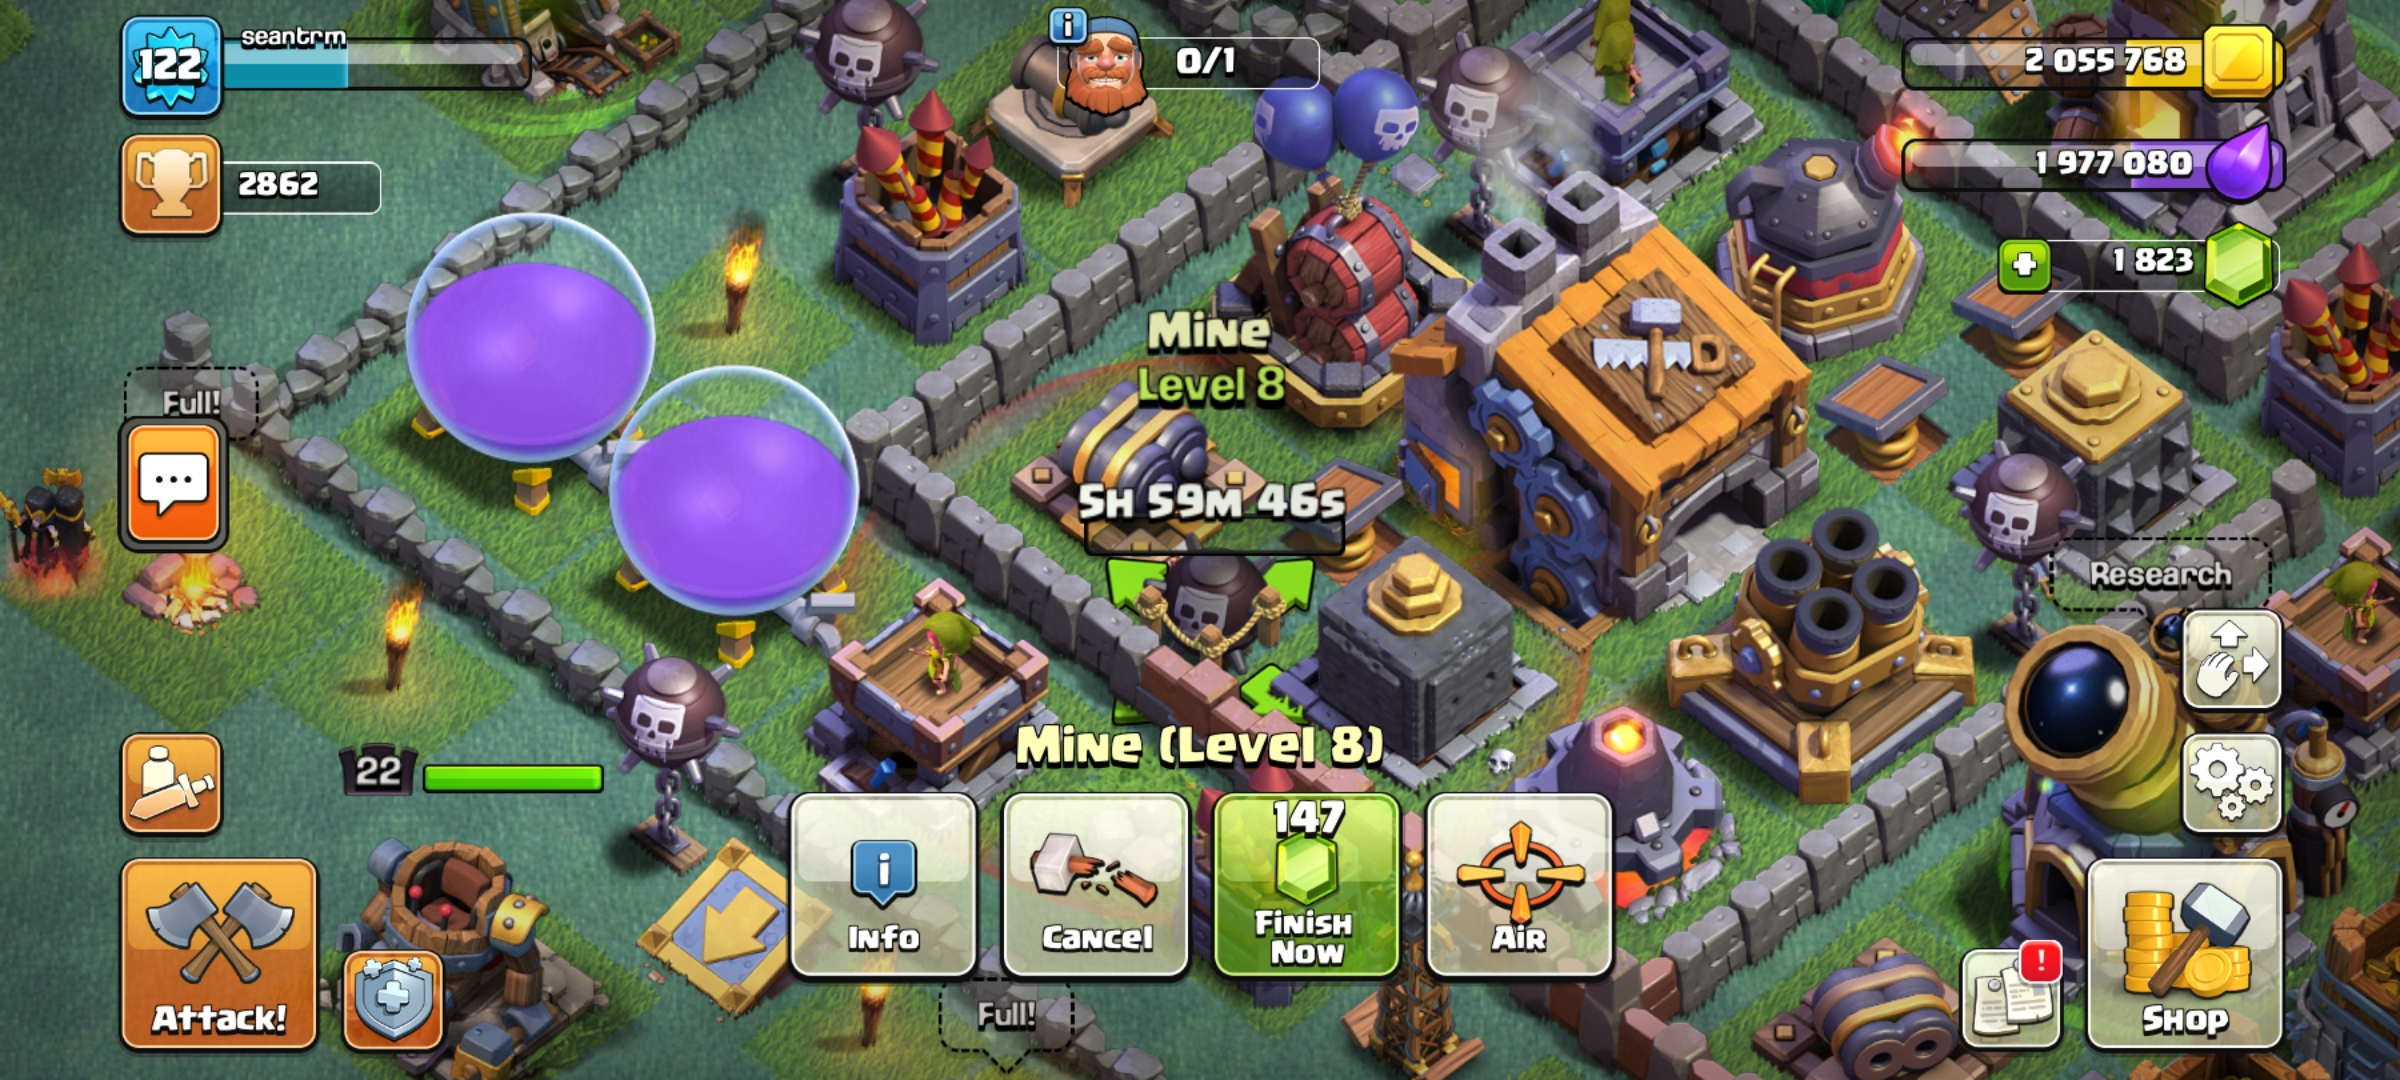 122
seantrm
2862
0/1
2 055 768
1 977 080
1 823
Full!
Mine
Level 8
5H 59M 46s
Research
22
Mine (Level 8)
Info
Cancel
147
Finish
Now
Air
Attack!
Full!
!
Shop